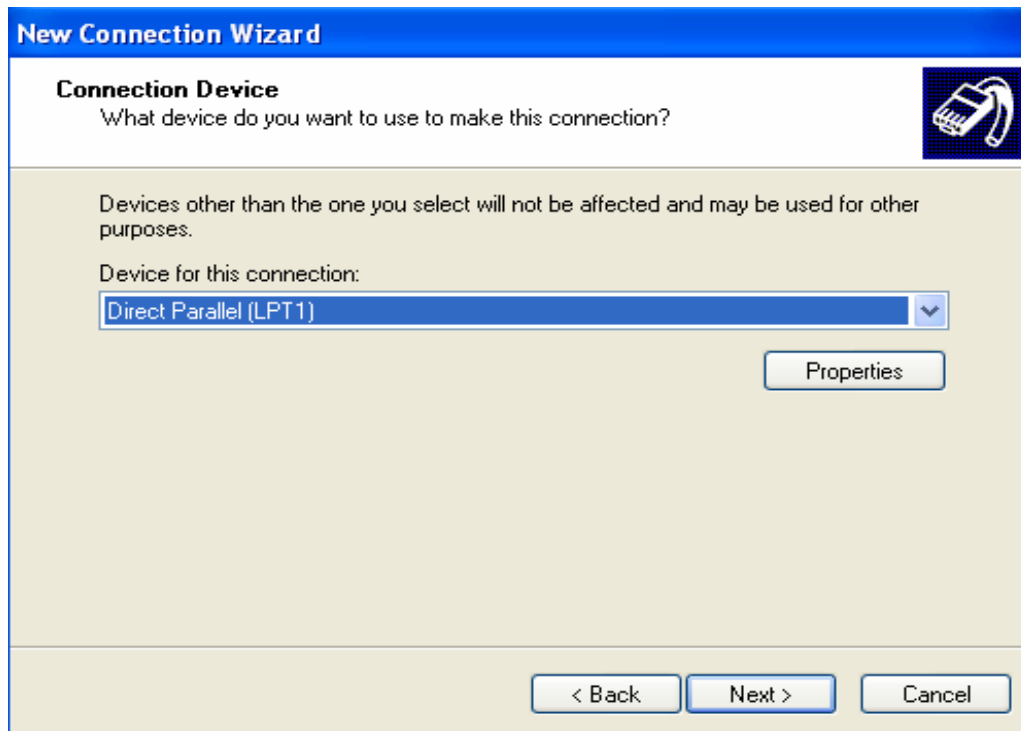 New Connection Wizard
Connection Device
What device do you want to use to make this connection?
Devices other than the one you select will not be affected and may be used for other
purposes.
Device for this connection:
Direct Parallel (LPT1)
Properties
< Back
Next >
Cancel